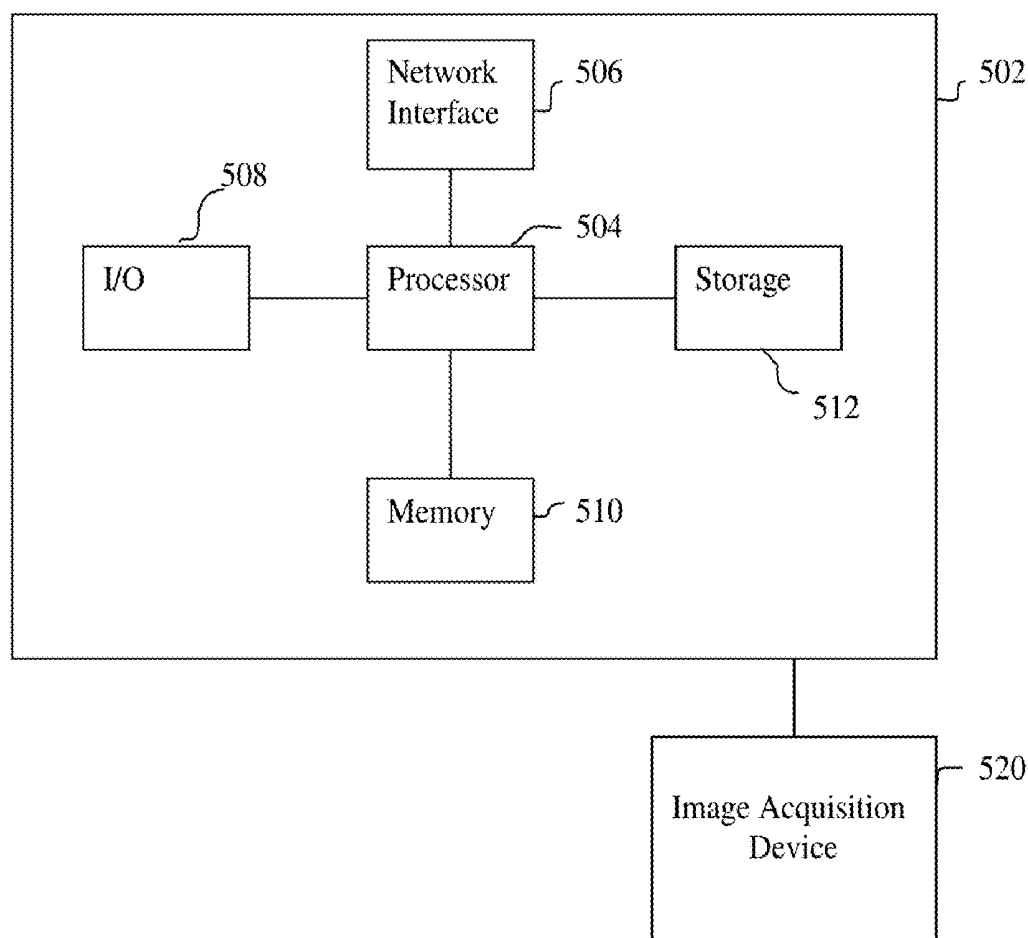 Network
Interface
506
502
508
504
I/O
Processor
Storage
512
Memory
510
520
Image Acquisition
Device